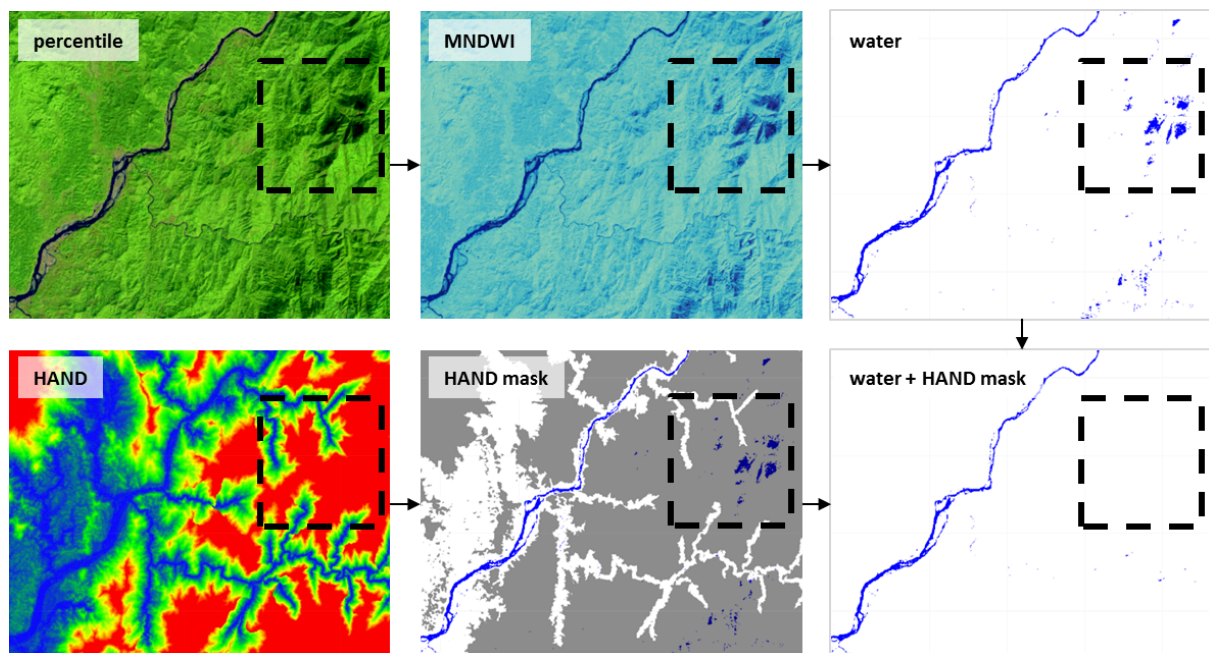 percentile
MNDWI
water
HAND
HAND mask
water + HAND mask